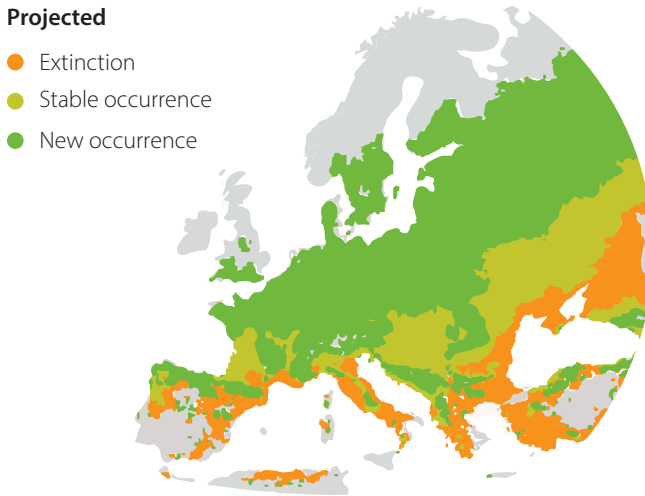 Projected
Extinction
Stable occurrence
New occurrence